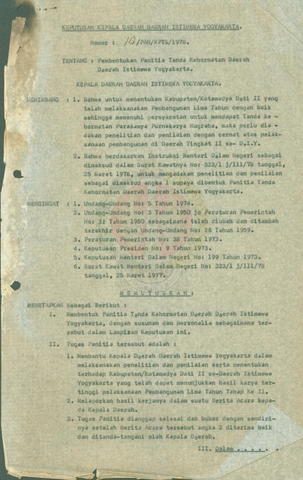 KEPUTUSAN KEPALA DAERAH DAERAH ISTIMEWA YOGYAKARTA.
Nomor : /PAN/KPTS/1978.
TENTANG : Pembentukan Panitia Tanda Kehormatan Daerah
Daerah Istimewa Yogyakarta.
KEPALA DAERAH DAERAH ISTIMEWA YOGYAKARTA.
MENIMBANG : 1. Bahwa untuk menentukan Kabupaten/Kotamadya Dati II yang
telah melaksanakan Pembangunan Lima Tahun dengan baik
sehingga memenuhi persyaratan untuk mendapat Tanda Ke-
hormatan Parasamya Purnakarya Nugraha, maka perlu dia-
dakan penelitian dan penilaian dengan cermat atas pelak-
sanaan pembangunan di Daerah Tingkat II se- D.I.Y.
2. Bahwa berdasarkan Instruksi Menteri Dalam Negeri sebagai
dimaksud dalam Surat Kawatnya No: 323/1 /III/78 tanggal,
25 Maret 1978, untuk mengadakan penelitian dan penilaian
sebagai dimaksud angka 1 supaya dibentuk Panitia Tanda
Kehormatan Daerah Daerah Istimewa Yogyakarta.
MENGINGAT : 1. Undang-Undang No: 5 Tahun 1974.
2. Undang-Undang No: 3 Tahun 1950 jo Peraturan Pemerintah
No: 31 Tahun 1950 sebagaimana telah diubah dan ditambah
terakhir dengan Undang-Undang No: 26 Tahun 1959.
3. Peraturan Pemerintah No: 38 Tahun 1973.
4. Keputusan Presiden No: 9 Tahun 1973.
5. Keputusan Menteri Dalam Negeri No: 199 Tahun 1973.
6. Surat Kawat Menteri Dalam Negeri No: 323/1 /III/78
tanggal, 25 Maret 1977.
M E M U T U S K A N :
MENETAPKAN Sebagai Berikut :
I. Membentuk Panitia Tanda Kehormatan Daerah Daerah Istimewa
Yogyakarta, dengan susunan dan personalia sebagaimana ter-
sebut dalam Lampiran Keputusan ini.
II. Tugas Panitia tersebut adalah :
1. Membantu Kepala Daerah Daerah Istimewa Yogyakarta dalam
melaksanakan penelitian dan penilaian serta menentukan
terhadap Kabupaten/Kotamadya Dati II se-Daerah Istimewa
Yogyakarta yang telah dapat menunjukkan hasil karya ter-
tinggi pelaksanaan Pembangunan Lima Tahun Tahap Ke II.
2. Melaporkan hasil kerjanya dalam suatu Berita Acara kepa-
da Kepala Daerah.
3. Tugas Panitia dianggap selesai dan bubar dengan sendiri-
nya setelah Berita Acara tersebut angka 2 diterima baik
dan ditanda-tangani oleh Kepala Daerah.
III. Dalam